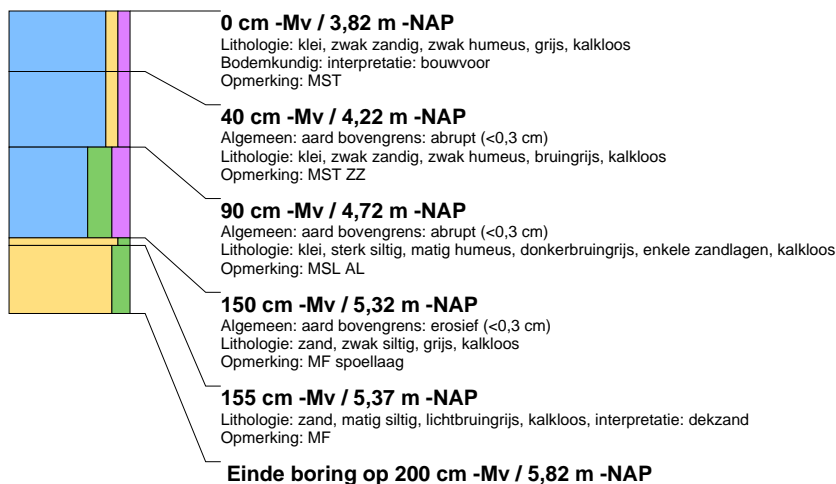 0 cm -Mv / 3,82 m -NAP
Lithologie: klei, zwak zandig, zwak humeus, grijs, kalkloos
Bodemkundig: interpretatie: bouwvoor
Opmerking: MST
40 cm -Mv / 4,22 m -NAP
Algemeen: aard bovengrens: abrupt (<0,3 cm)
Lithologie: klei, zwak zandig, zwak humeus, bruingrijs, kalkloos
Opmerking: MST ZZ
90 cm -Mv / 4,72 m -NAP
Algemeen: aard bovengrens: abrupt (<0,3 cm)
Lithologie: klei, sterk siltig, matig humeus, donkerbruingrijs, enkele zandlagen, kalkloos
Opmerking: MSL AL
150 cm -Mv / 5,32 m -NAP
Algemeen: aard bovengrens: erosief (<0,3 cm)
Lithologie: zand, zwak siltig, grijs, kalkloos
Opmerking: MF spoellaag
155 cm -Mv / 5,37 m -NAP
Lithologie: zand, matig siltig, lichtbruingrijs, kalkloos, interpretatie: dekzand
Opmerking: MF
Einde boring op 200 cm -Mv / 5,82 m -NAP